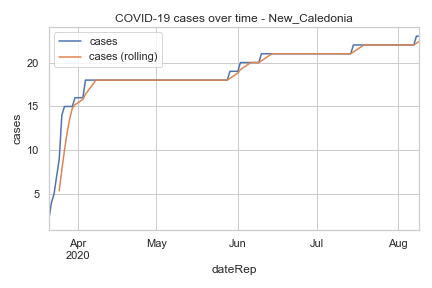 COVID-19 cases over time - New_Caledonia
cases
cases (rolling)
20
15
10
5
cases
Apr
2020
May
Jun
Jul
Aug
dateRep